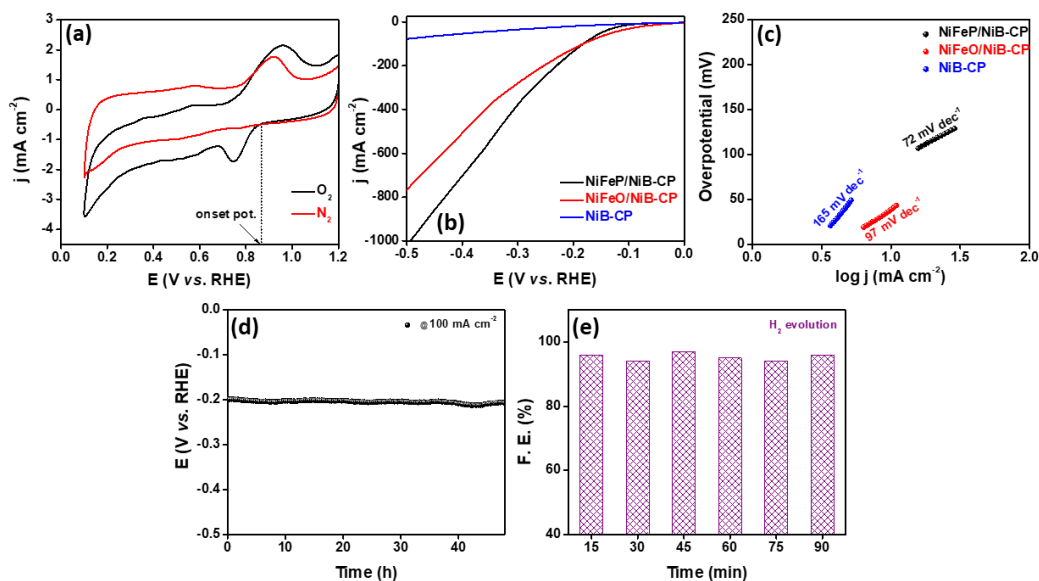 (a)
j (mA cm⁻²)
4
3
2
1
0
-1
-2
-3
-4
0.0 0.2 0.4 0.6 0.8 1.0 1.2
E (V vs. RHE)
onset pot.
O₂
N₂
(b)
j (mA cm⁻²)
0
-200
-400
-600
-800
-1000
-0.5 -0.4 -0.3 -0.2 -0.1 0.0
E (V vs. RHE)
NiFeP/NiB-CP
NiFeO/NiB-CP
NiB-CP
(c)
Overpotential (mV)
250
200
150
100
50
0
0.0 0.5 1.0 1.5 2.0
log j (mA cm⁻²)
NiFeP/NiB-CP
NiFeO/NiB-CP
NiB-CP
72 mV dec⁻¹
165 mV dec⁻¹
97 mV dec⁻¹
(d)
E (V vs. RHE)
0.0
-0.1
-0.2
-0.3
-0.4
-0.5
0 10 20 30 40
Time (h)
@100 mA cm⁻²
(e)
F. E. (%)
100
80
60
40
15 30 45 60 75 90
Time (min)
H₂ evolution